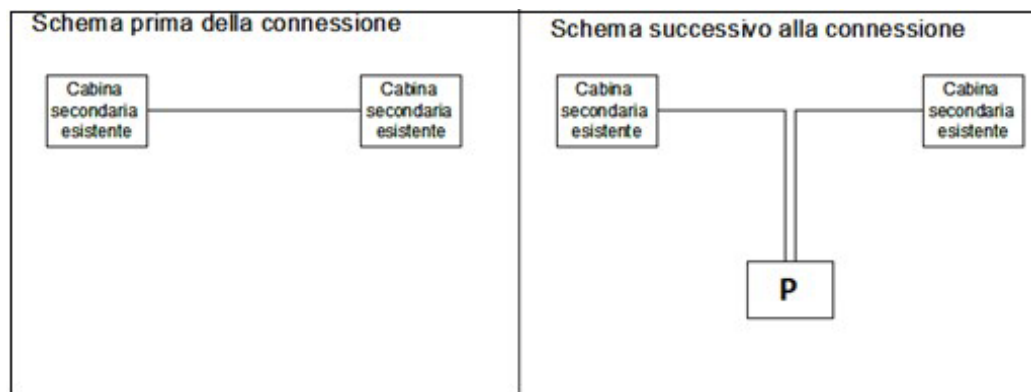 Schema prima della connessione
Cabina
secondaria
esistente
Cabina
secondaria
esistente
Schema successivo alla connessione
Cabina
secondaria
esistente
Cabina
secondaria
esistente
P